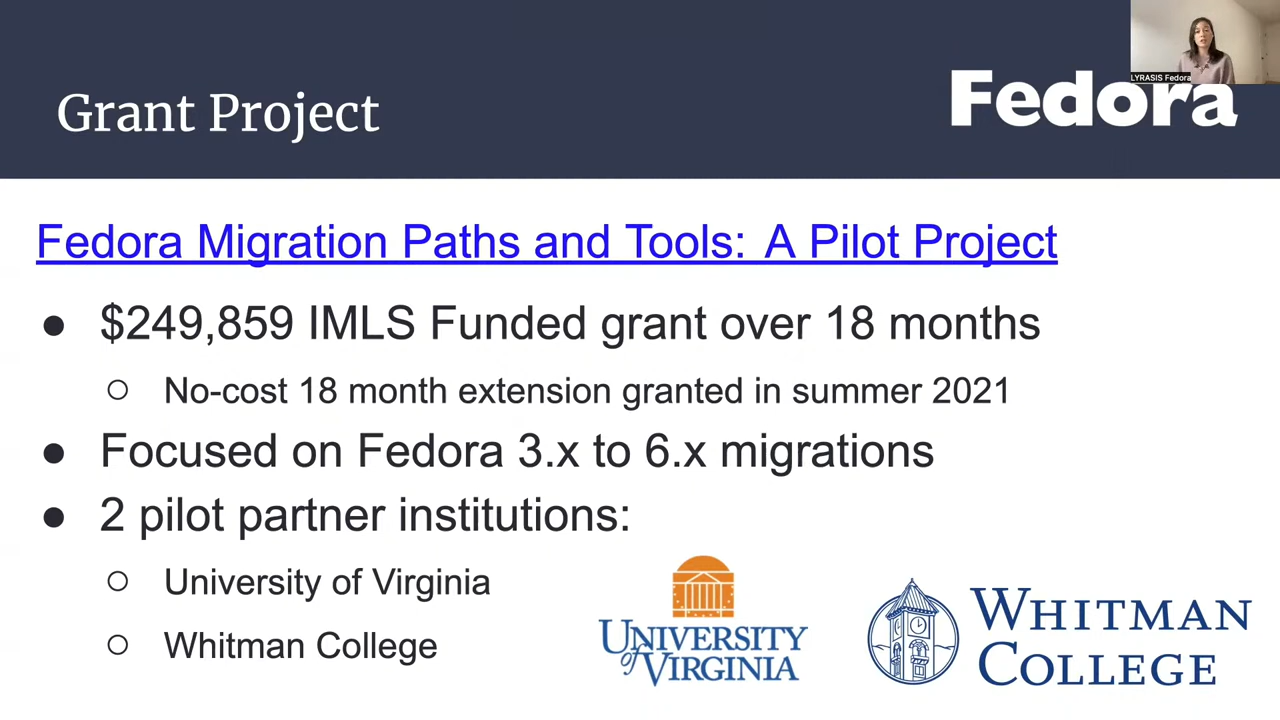 LYRASIS Fedora
Grant Project
Fedora
Fedora Migration Paths and Tools: A Pilot Project
● $249,859 IMLS Funded grant over 18 months
○ No-cost 18 month extension granted in summer 2021
● Focused on Fedora 3.x to 6.x migrations
● 2 pilot partner institutions:
○ University of Virginia
○ Whitman College
UNIVERSITY
of VIRGINIA
WHITMAN
COLLEGE